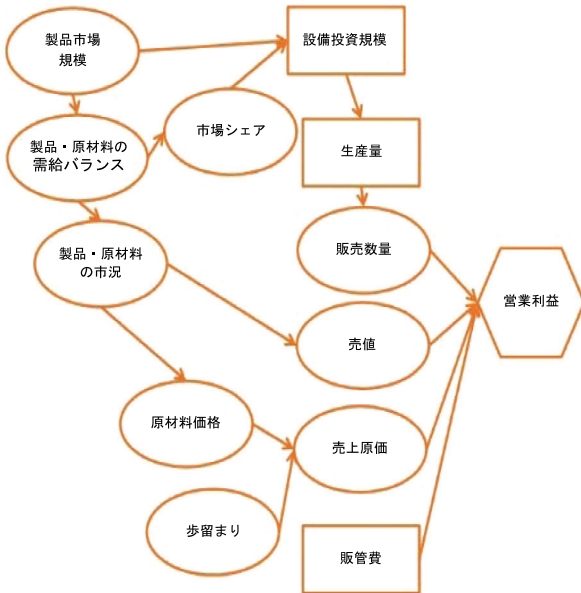 製品市場
規模
設備投資規模
製品・原材料の
需給バランス
市場シェア
生産量
製品・原材料
の市況
販売数量
営業利益
売値
原材料価格
売上原価
歩留まり
販管費